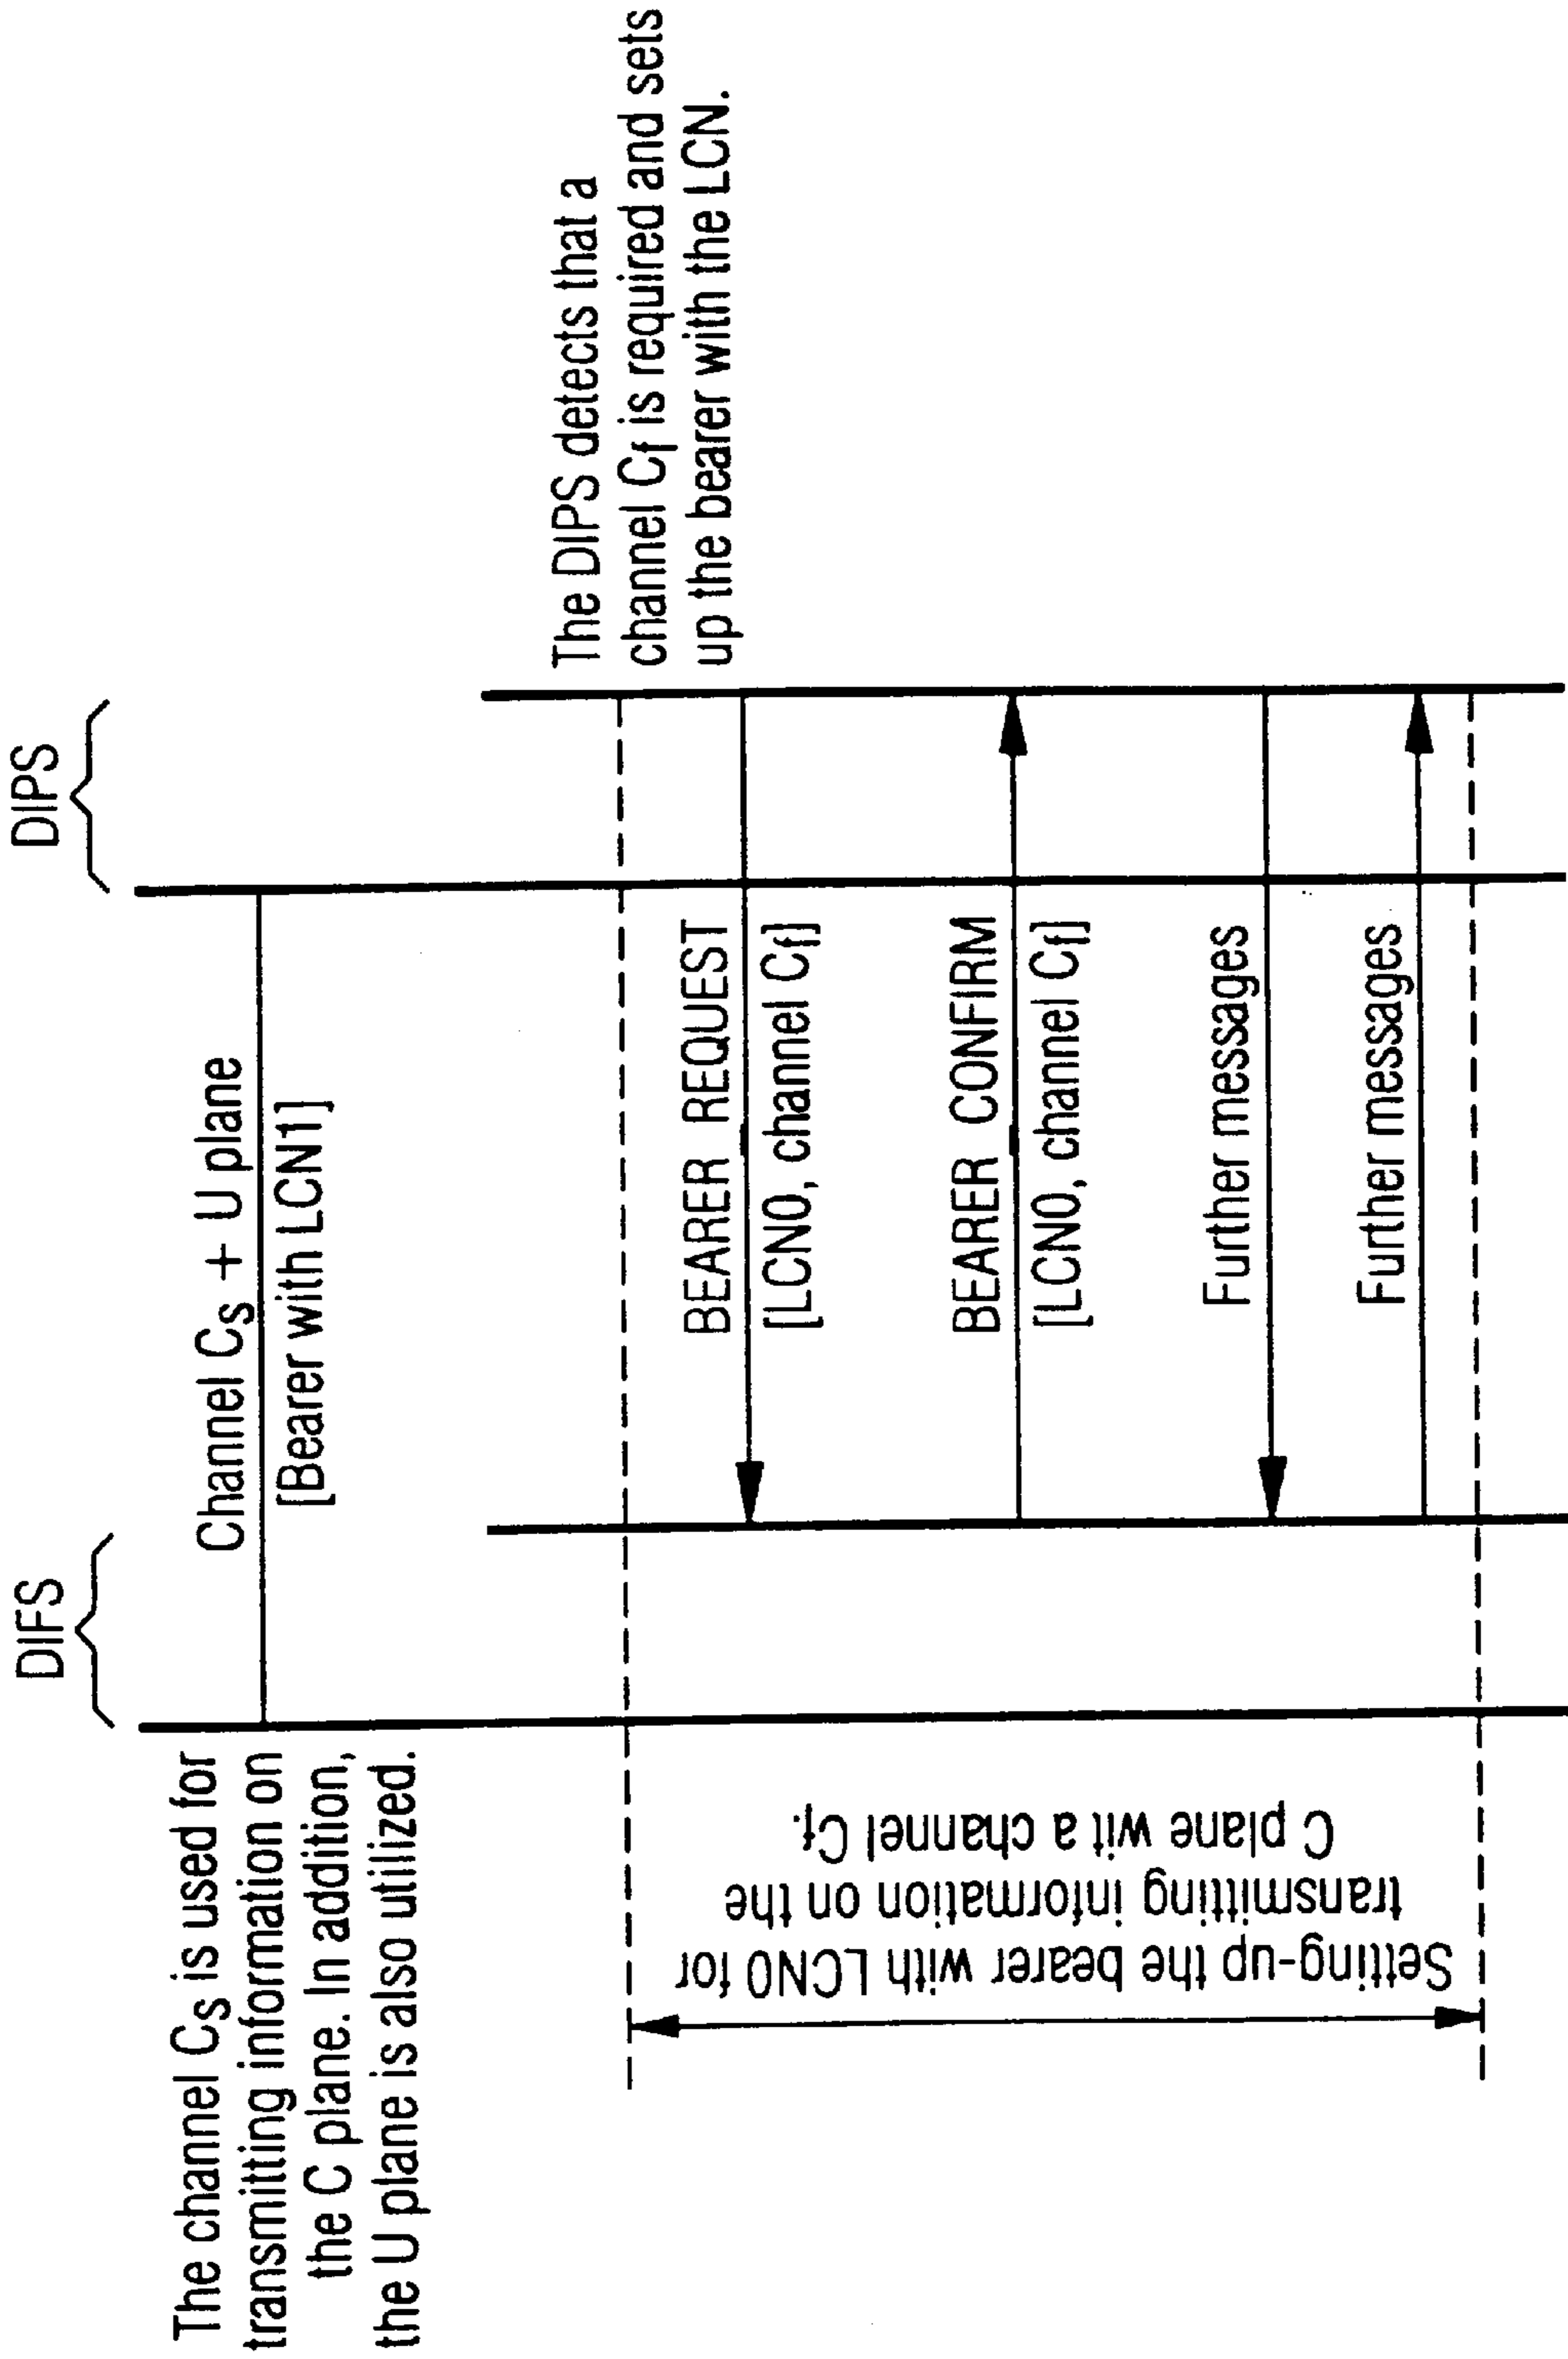 DIFS
DIPS
The channel Cs is used for
transmitting information on
the C plane. In addition,
the U plane is also utilized.
Channel Cs + U plane
[Bearer with LCN1]
The DIPS detects that a
channel Cf is required and sets
up the bearer with the LCN.
BEARER REQUEST
[LCN0, channel Cf]
BEARER CONFIRM
[LCN0, channel Cf]
Further messages
Further messages
Setting-up the bearer with LCN0 for
transmitting information on the
C plane wit a channel Cf.